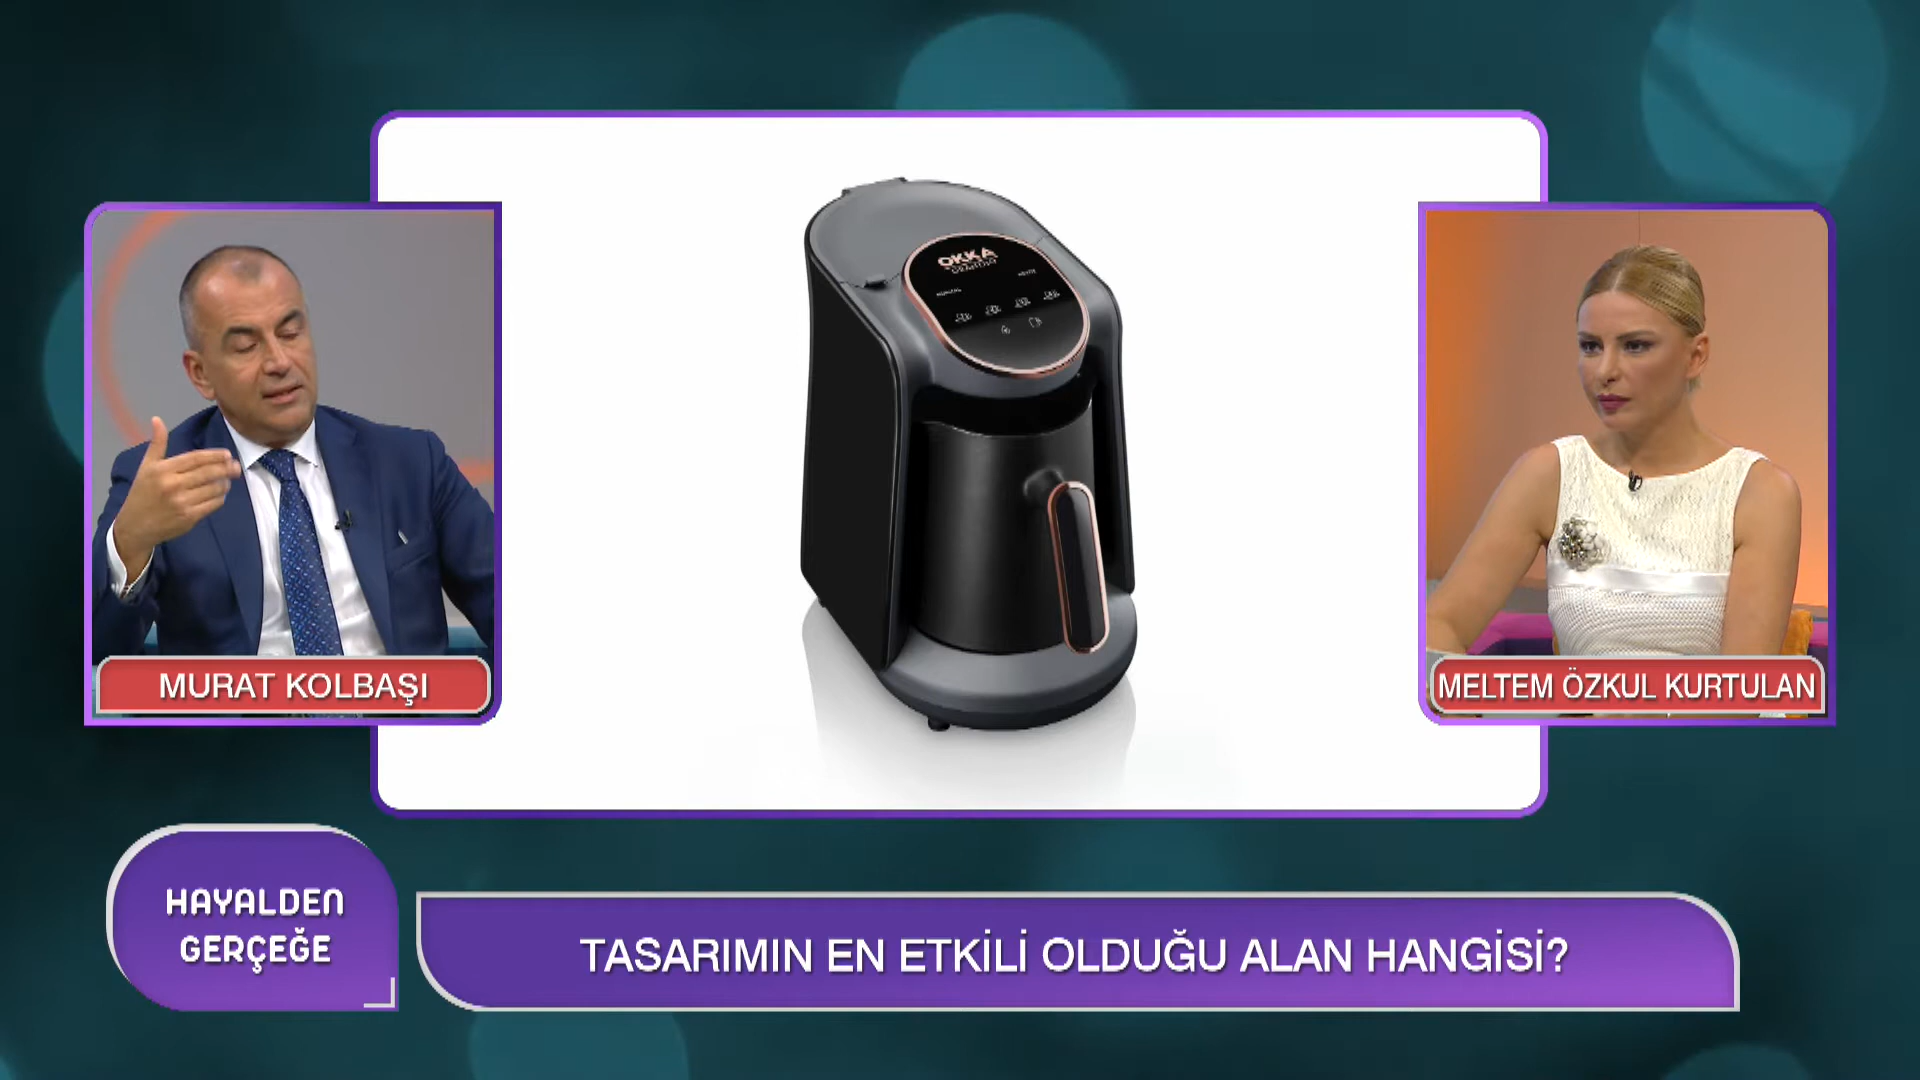 OKKA
MURAT KOLBAŞI
MELTEM ÖZKUL KURTULAN
HAYALDEN
GERÇEĞE
TASARIMIN EN ETKİLİ OLDUĞU ALAN HANGİSİ?